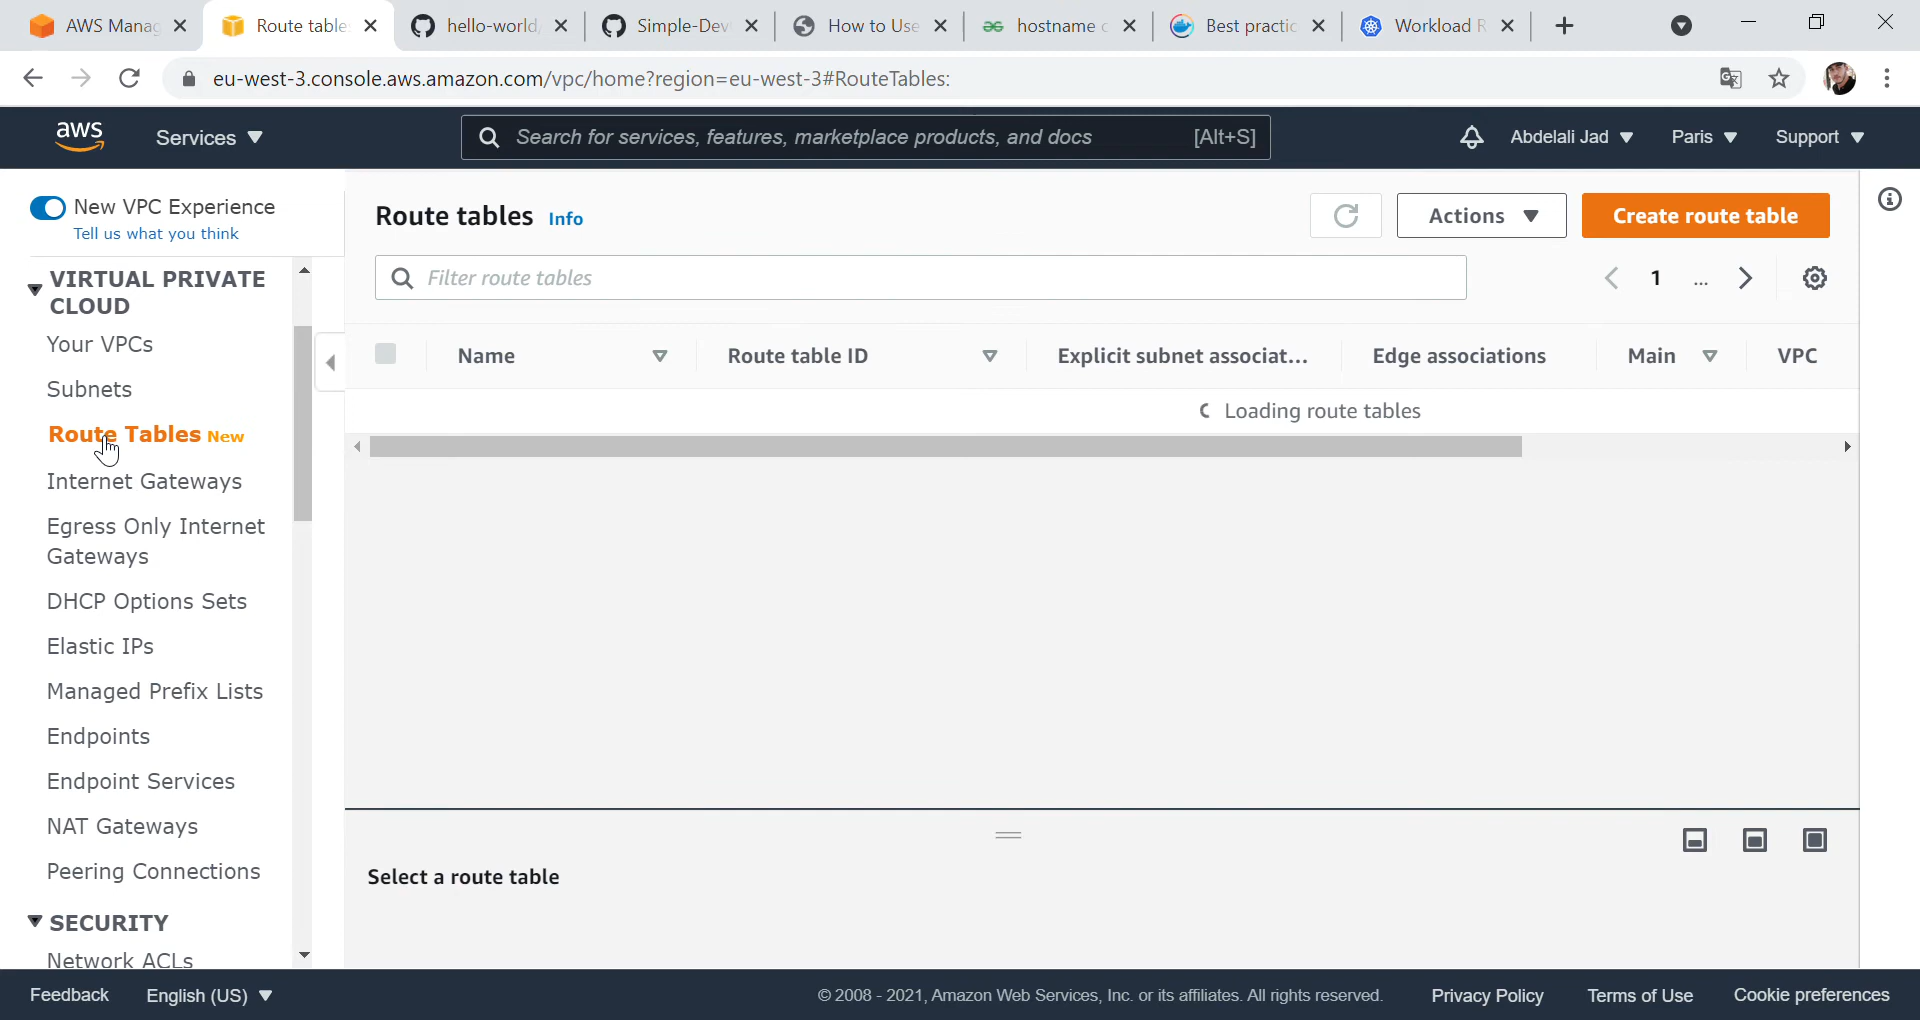 AWS Manag
Route table
hello-world
Simple-Dev
How to Use
hostname c
Best practic
Workload R
eu-west-3.console.aws.amazon.com/vpc/home?region=eu-west-3#RouteTables:
aws
Services
Search for services, features, marketplace products, and docs
[Alt+S]
Abdelali Jad
Paris
Support
New VPC Experience
Tell us what you think
VIRTUAL PRIVATE
CLOUD
Your VPCs
Subnets
Route Tables New
Internet Gateways
Egress Only Internet
Gateways
DHCP Options Sets
Elastic IPs
Managed Prefix Lists
Endpoints
Endpoint Services
NAT Gateways
Peering Connections
SECURITY
Network ACLs
Route tables Info
Actions
Create route table
Filter route tables
1 ...
Name
Route table ID
Explicit subnet associat...
Edge associations
Main
VPC
Loading route tables
Select a route table
Feedback
English (US)
© 2008 - 2021, Amazon Web Services, Inc. or its affiliates. All rights reserved.
Privacy Policy
Terms of Use
Cookie preferences